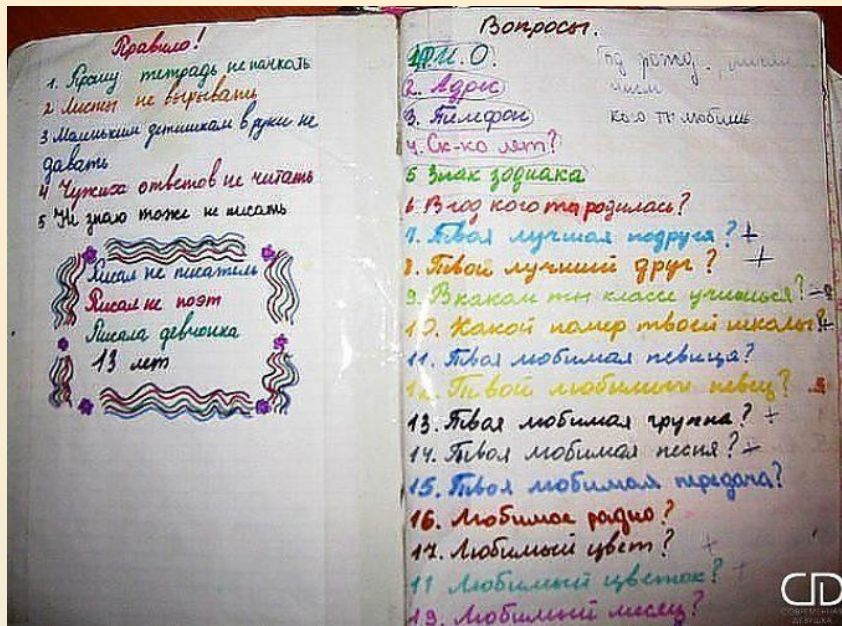 Правило!
1. Прошу тетрадь не пачкать
2 Листы не вырывать
3 Маленьким детишкам в руки не
давать
4 Чужих ответов не читать
5 Не знаю тоже не писать
Писал не писатель
Писал не поэт
Писала девчонка
13 лет
Вопросы.
1. Ф.И.О.
2. Адрес
3. Телефон
4. Ск-ко лет?
5 Знак зодиака
6. В год кого ты родилась?
7. Твоя лучшая подруга? +
8. Твой лучший друг? +
9. В каком ты классе учишься?
10. Какой номер твоей школы?
11. Твоя любимая певица?
12. Твой любимый певец?
13. Твоя любимая группа? +
14. Твоя любимая песня? +
15. Твоя любимая передача?
16. Любимое радио?
17. Любимый цвет? +
11 Любимый цветок? +
19. Любимый месяц?
год рожд.,
кого ты любишь
СОВРЕМЕННАЯ
ДЕВУШКА